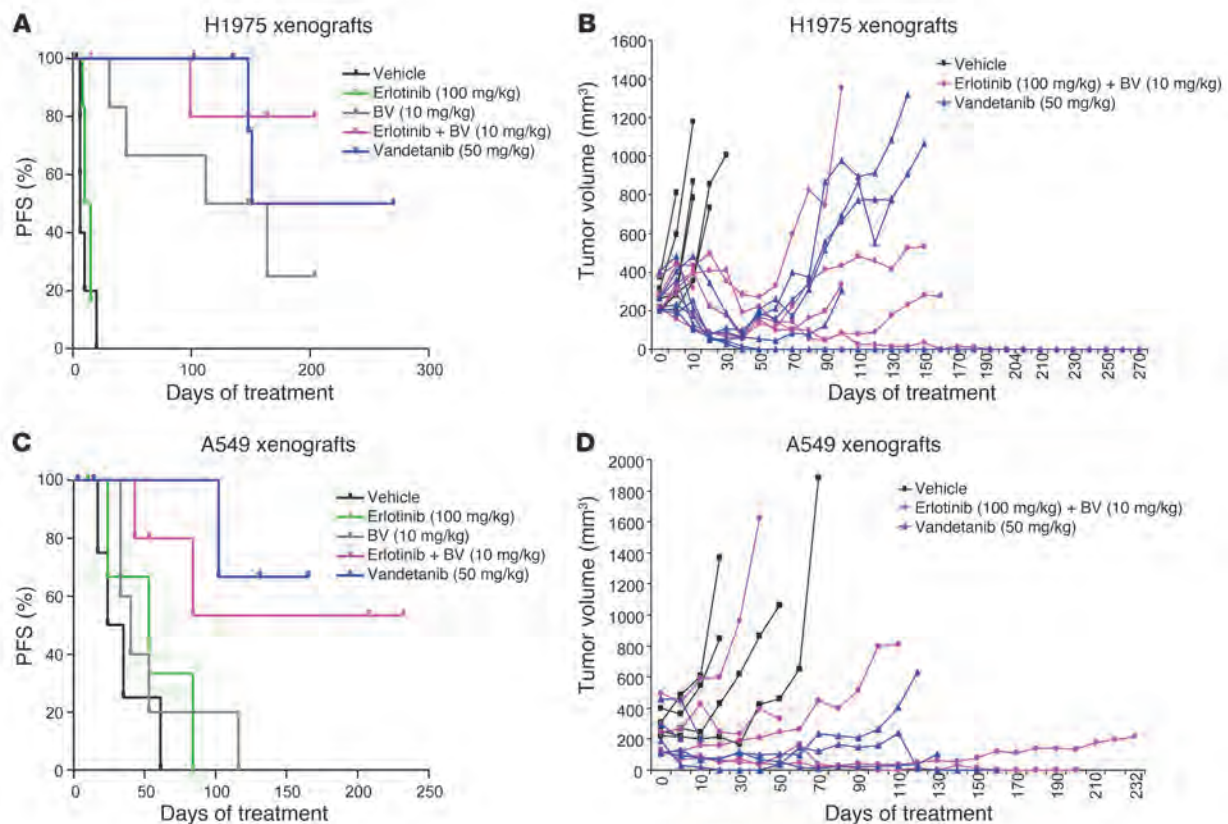 A
H1975 xenografts
PFS (%)
100
80
60
40
20
0
Vehicle
Erlotinib (100 mg/kg)
BV (10 mg/kg)
Erlotinib + BV (10 mg/kg)
Vandetanib (50 mg/kg)
0 100 200 300
Days of treatment
B
H1975 xenografts
Tumor volume (mm³)
1600
1400
1200
1000
800
600
400
200
0
Vehicle
Erlotinib (100 mg/kg) + BV (10 mg/kg)
Vandetanib (50 mg/kg)
0 10 30 50 70 90 110 130 150 170 190 204 210 230 250 270
Days of treatment
C
A549 xenografts
PFS (%)
100
80
60
40
20
0
Vehicle
Erlotinib (100 mg/kg)
BV (10 mg/kg)
Erlotinib + BV (10 mg/kg)
Vandetanib (50 mg/kg)
0 50 100 150 200 250
Days of treatment
D
A549 xenografts
Tumor volume (mm³)
2000
1800
1600
1400
1200
1000
800
600
400
200
0
Vehicle
Erlotinib (100 mg/kg) + BV (10 mg/kg)
Vandetanib (50 mg/kg)
0 10 30 50 70 90 110 130 150 170 190 210 232
Days of treatment